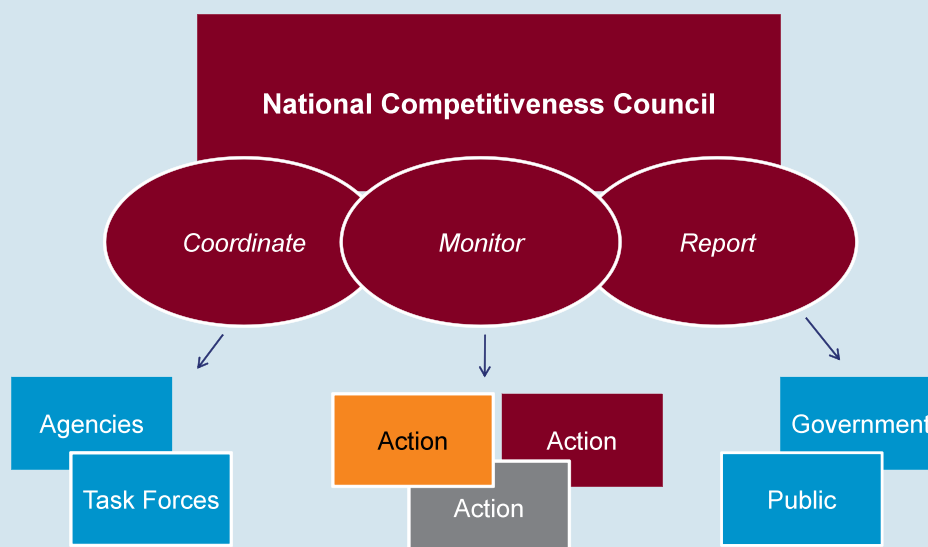 National Competitiveness Council
Coordinate
Monitor
Report
Agencies
Task Forces
Action
Action
Action
Government
Public